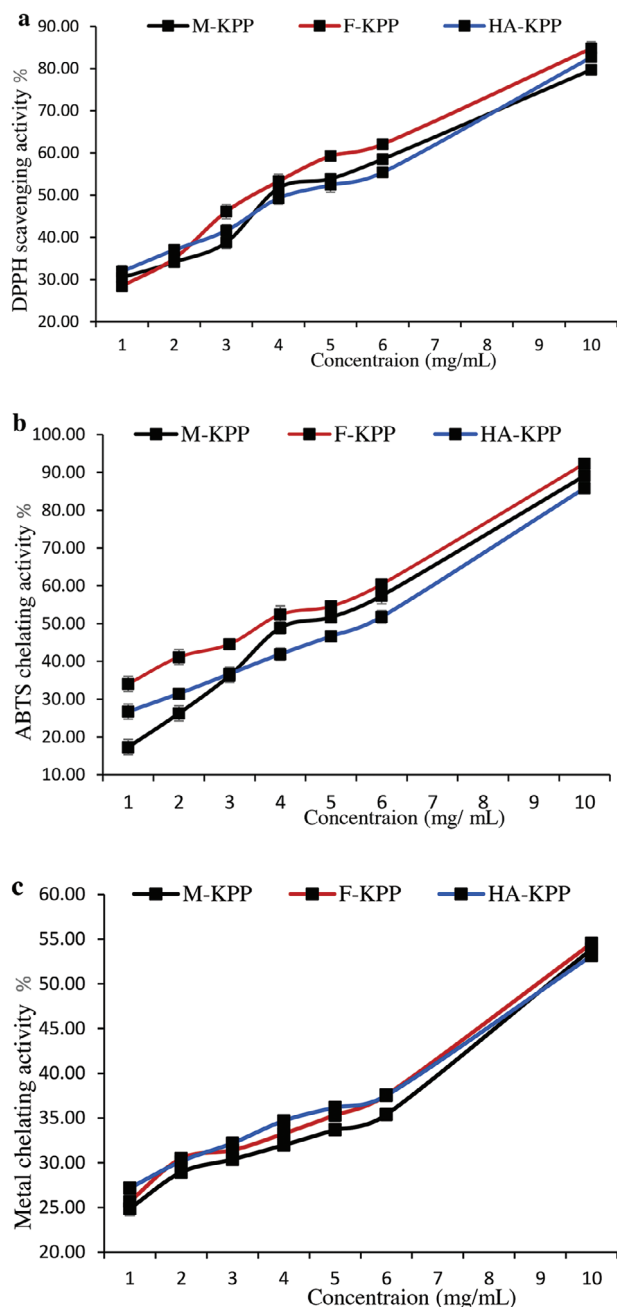 a
M-KPP F-KPP HA-KPP
DPPH scavenging activity %
90.00
80.00
70.00
60.00
50.00
40.00
30.00
20.00
1 2 3 4 5 6 7 8 9 10
Concentraion (mg/mL)
b
M-KPP F-KPP HA-KPP
ABTS chelating activity %
100.00
90.00
80.00
70.00
60.00
50.00
40.00
30.00
20.00
10.00
1 2 3 4 5 6 7 8 9 10
Concentraion (mg/ mL)
c
M-KPP F-KPP HA-KPP
Metal chelating activity %
60.00
55.00
50.00
45.00
40.00
35.00
30.00
25.00
20.00
1 2 3 4 5 6 7 8 9 10
Concentraion (mg/mL)